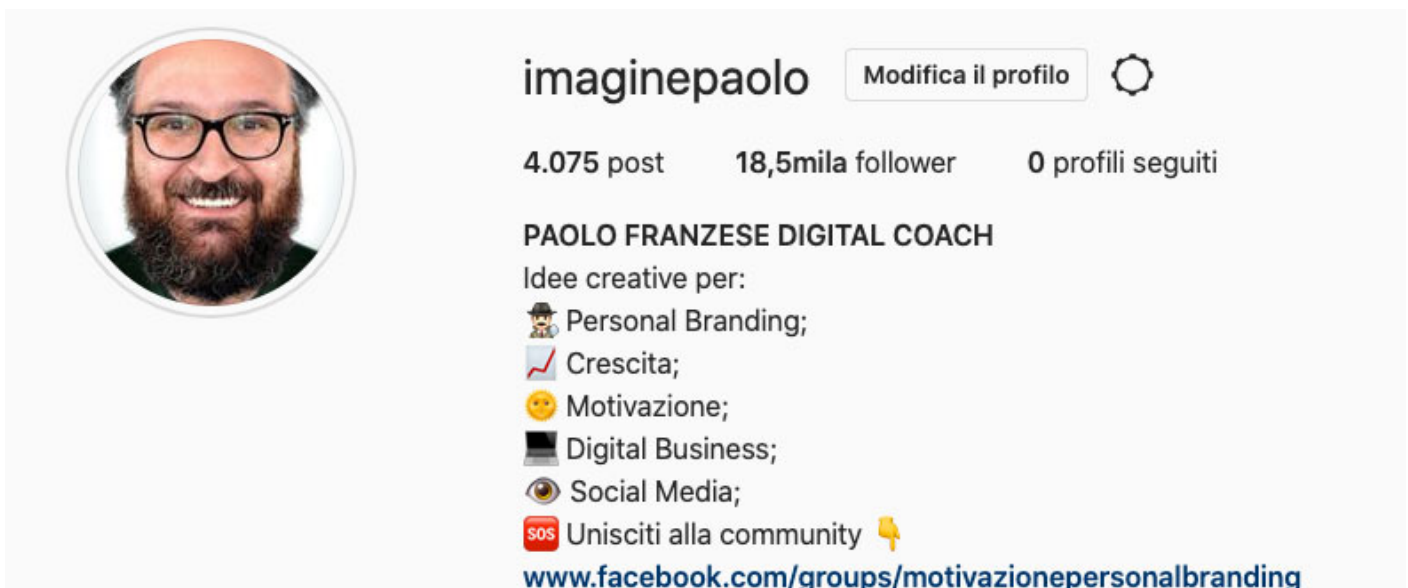 imaginepaolo Modifica il profilo
4.075 post 18,5mila follower 0 profili seguiti
PAOLO FRANZESE DIGITAL COACH
Idee creative per:
🕵🏻‍♂️ Personal Branding;
📈 Crescita;
🌞 Motivazione;
💻 Digital Business;
👁️ Social Media;
🆘 Unisciti alla community 👇
www.facebook.com/groups/motivazionepersonalbranding